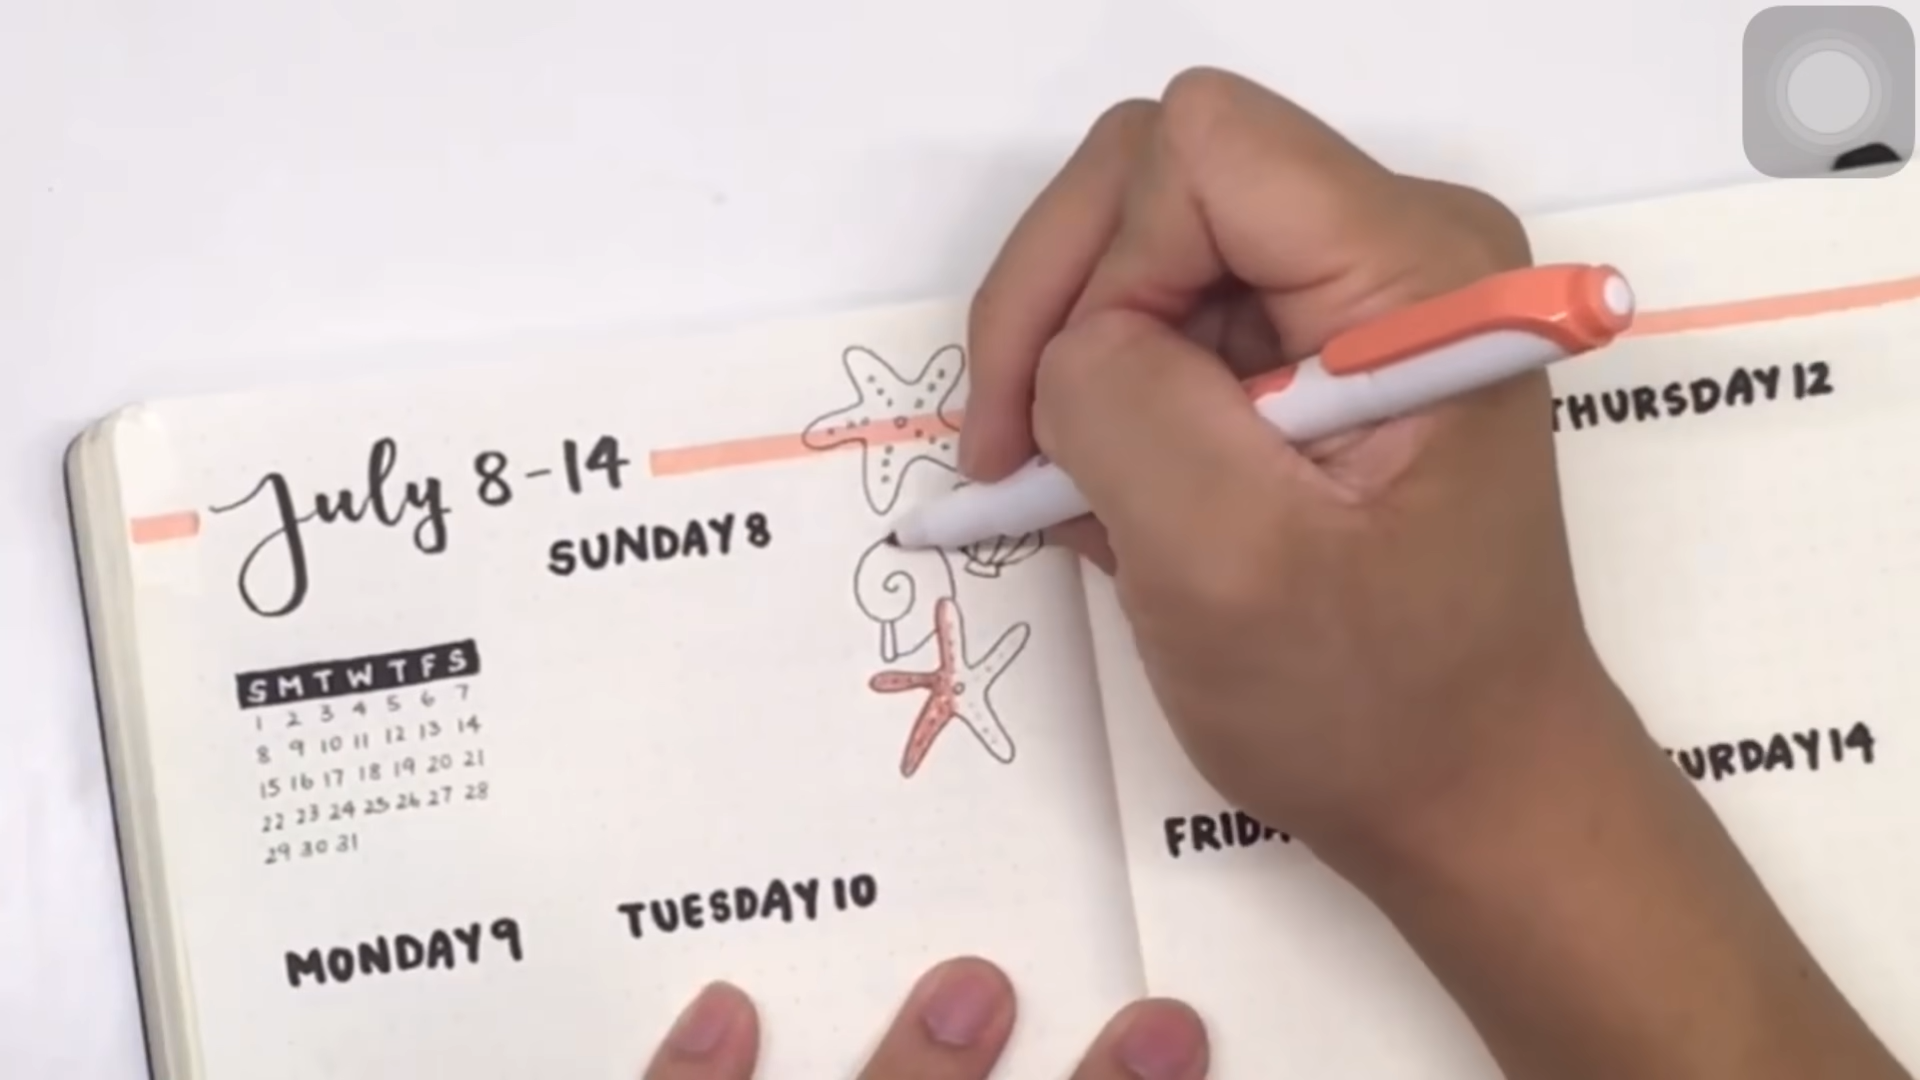 July 8-14
SUNDAY 8
S M T W T F S
1 2 3 4 5 6 7
8 9 10 11 12 13 14
15 16 17 18 19 20 21
22 23 24 25 26 27 28
29 30 31
MONDAY 9
TUESDAY 10
THURSDAY 12
14